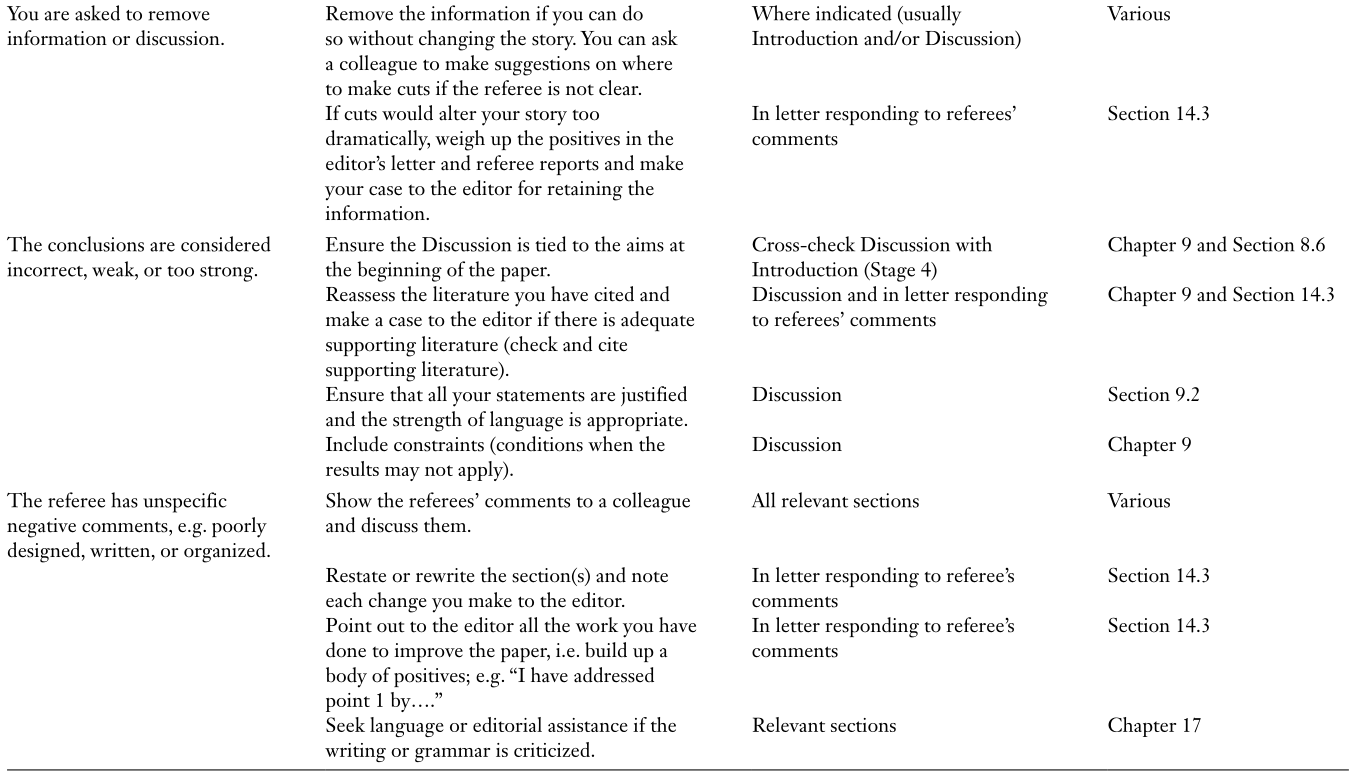 You are asked to remove
information or discussion.
Remove the information if you can do
so without changing the story. You can ask
a colleague to make suggestions on where
to make cuts if the referee is not clear.
Where indicated (usually
Introduction and/or Discussion)
Various
If cuts would alter your story too
dramatically, weigh up the positives in the
editor’s letter and referee reports and make
your case to the editor for retaining the
information.
In letter responding to referees’
comments
Section 14.3
The conclusions are considered
incorrect, weak, or too strong.
Ensure the Discussion is tied to the aims at
the beginning of the paper.
Cross-check Discussion with
Introduction (Stage 4)
Chapter 9 and Section 8.6
Reassess the literature you have cited and
make a case to the editor if there is adequate
supporting literature (check and cite
supporting literature).
Discussion and in letter responding
to referees’ comments
Chapter 9 and Section 14.3
Ensure that all your statements are justified
and the strength of language is appropriate.
Discussion
Section 9.2
Include constraints (conditions when the
results may not apply).
Discussion
Chapter 9
The referee has unspecific
negative comments, e.g. poorly
designed, written, or organized.
Show the referees’ comments to a colleague
and discuss them.
All relevant sections
Various
Restate or rewrite the section(s) and note
each change you make to the editor.
In letter responding to referee’s
comments
Section 14.3
Point out to the editor all the work you have
done to improve the paper, i.e. build up a
body of positives; e.g. “I have addressed
point 1 by….”
In letter responding to referee’s
comments
Section 14.3
Seek language or editorial assistance if the
writing or grammar is criticized.
Relevant sections
Chapter 17